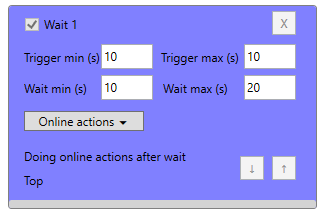 Wait 1 X
Trigger min (s) 10 Trigger max (s) 10
Wait min (s) 10 Wait max (s) 20
Online actions
Doing online actions after wait
↓ ↑
Top